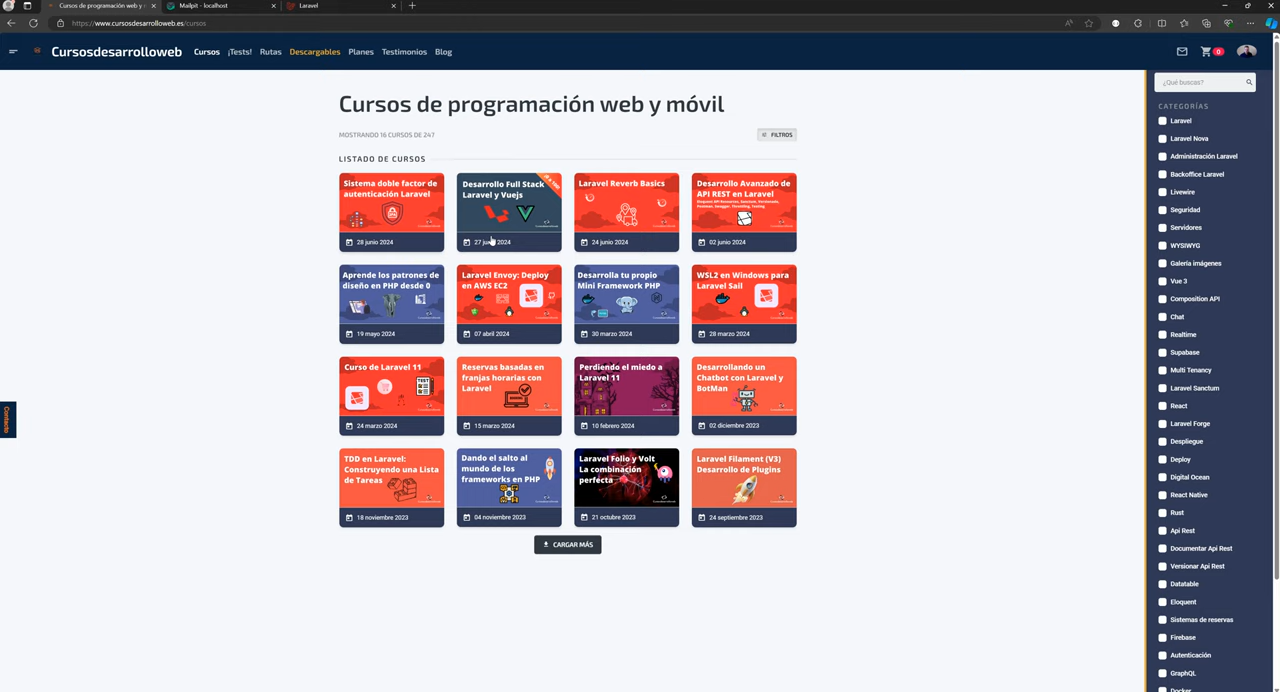 Cursos de programación web y
Mailpit - localhost
Laravel
https://www.cursosdesarrolloweb.es/cursos
Cursosdesarrolloweb
Cursos
¡Tests!
Rutas
Descargables
Planes
Testimonios
Blog
0
Cursos de programación web y móvil
MOSTRANDO 16 CURSOS DE 247
FILTROS
LISTADO DE CURSOS
Sistema doble factor de
autenticación Laravel
28 junio 2024
Desarrollo Full Stack
Laravel y Vuejs
27 junio 2024
Laravel Reverb Basics
24 junio 2024
Desarrollo Avanzado de
API REST en Laravel
02 junio 2024
Aprende los patrones de
diseño en PHP desde 0
19 mayo 2024
Laravel Envoy: Deploy
en AWS EC2
07 abril 2024
Desarrolla tu propio
Mini Framework PHP
30 marzo 2024
WSL2 en Windows para
Laravel Sail
28 marzo 2024
Curso de Laravel 11
TEST
24 marzo 2024
Reservas basadas en
franjas horarias con
Laravel
15 marzo 2024
Perdiendo el miedo a
Laravel 11
10 febrero 2024
Desarrollando un
Chatbot con Laravel y
BotMan
02 diciembre 2023
TDD en Laravel:
Construyendo una Lista
de Tareas
18 noviembre 2023
Dando el salto al
mundo de los
frameworks en PHP
04 noviembre 2023
Laravel Folio y Volt
La combinación
perfecta
21 octubre 2023
Laravel Filament (V3)
Desarrollo de Plugins
24 septiembre 2023
CARGAR MÁS
Contacto
¿Qué buscas?
CATEGORÍAS
Laravel
Laravel Nova
Administración Laravel
Backoffice Laravel
Livewire
Seguridad
Servidores
WYSIWYG
Galería imágenes
Vue 3
Composition API
Chat
Realtime
Supabase
Multi Tenancy
Laravel Sanctum
React
Laravel Forge
Despliegue
Deploy
Digital Ocean
React Native
Rust
Api Rest
Documentar Api Rest
Versionar Api Rest
Datatable
Eloquent
Sistemas de reservas
Firebase
Autenticación
GraphQL
Docker